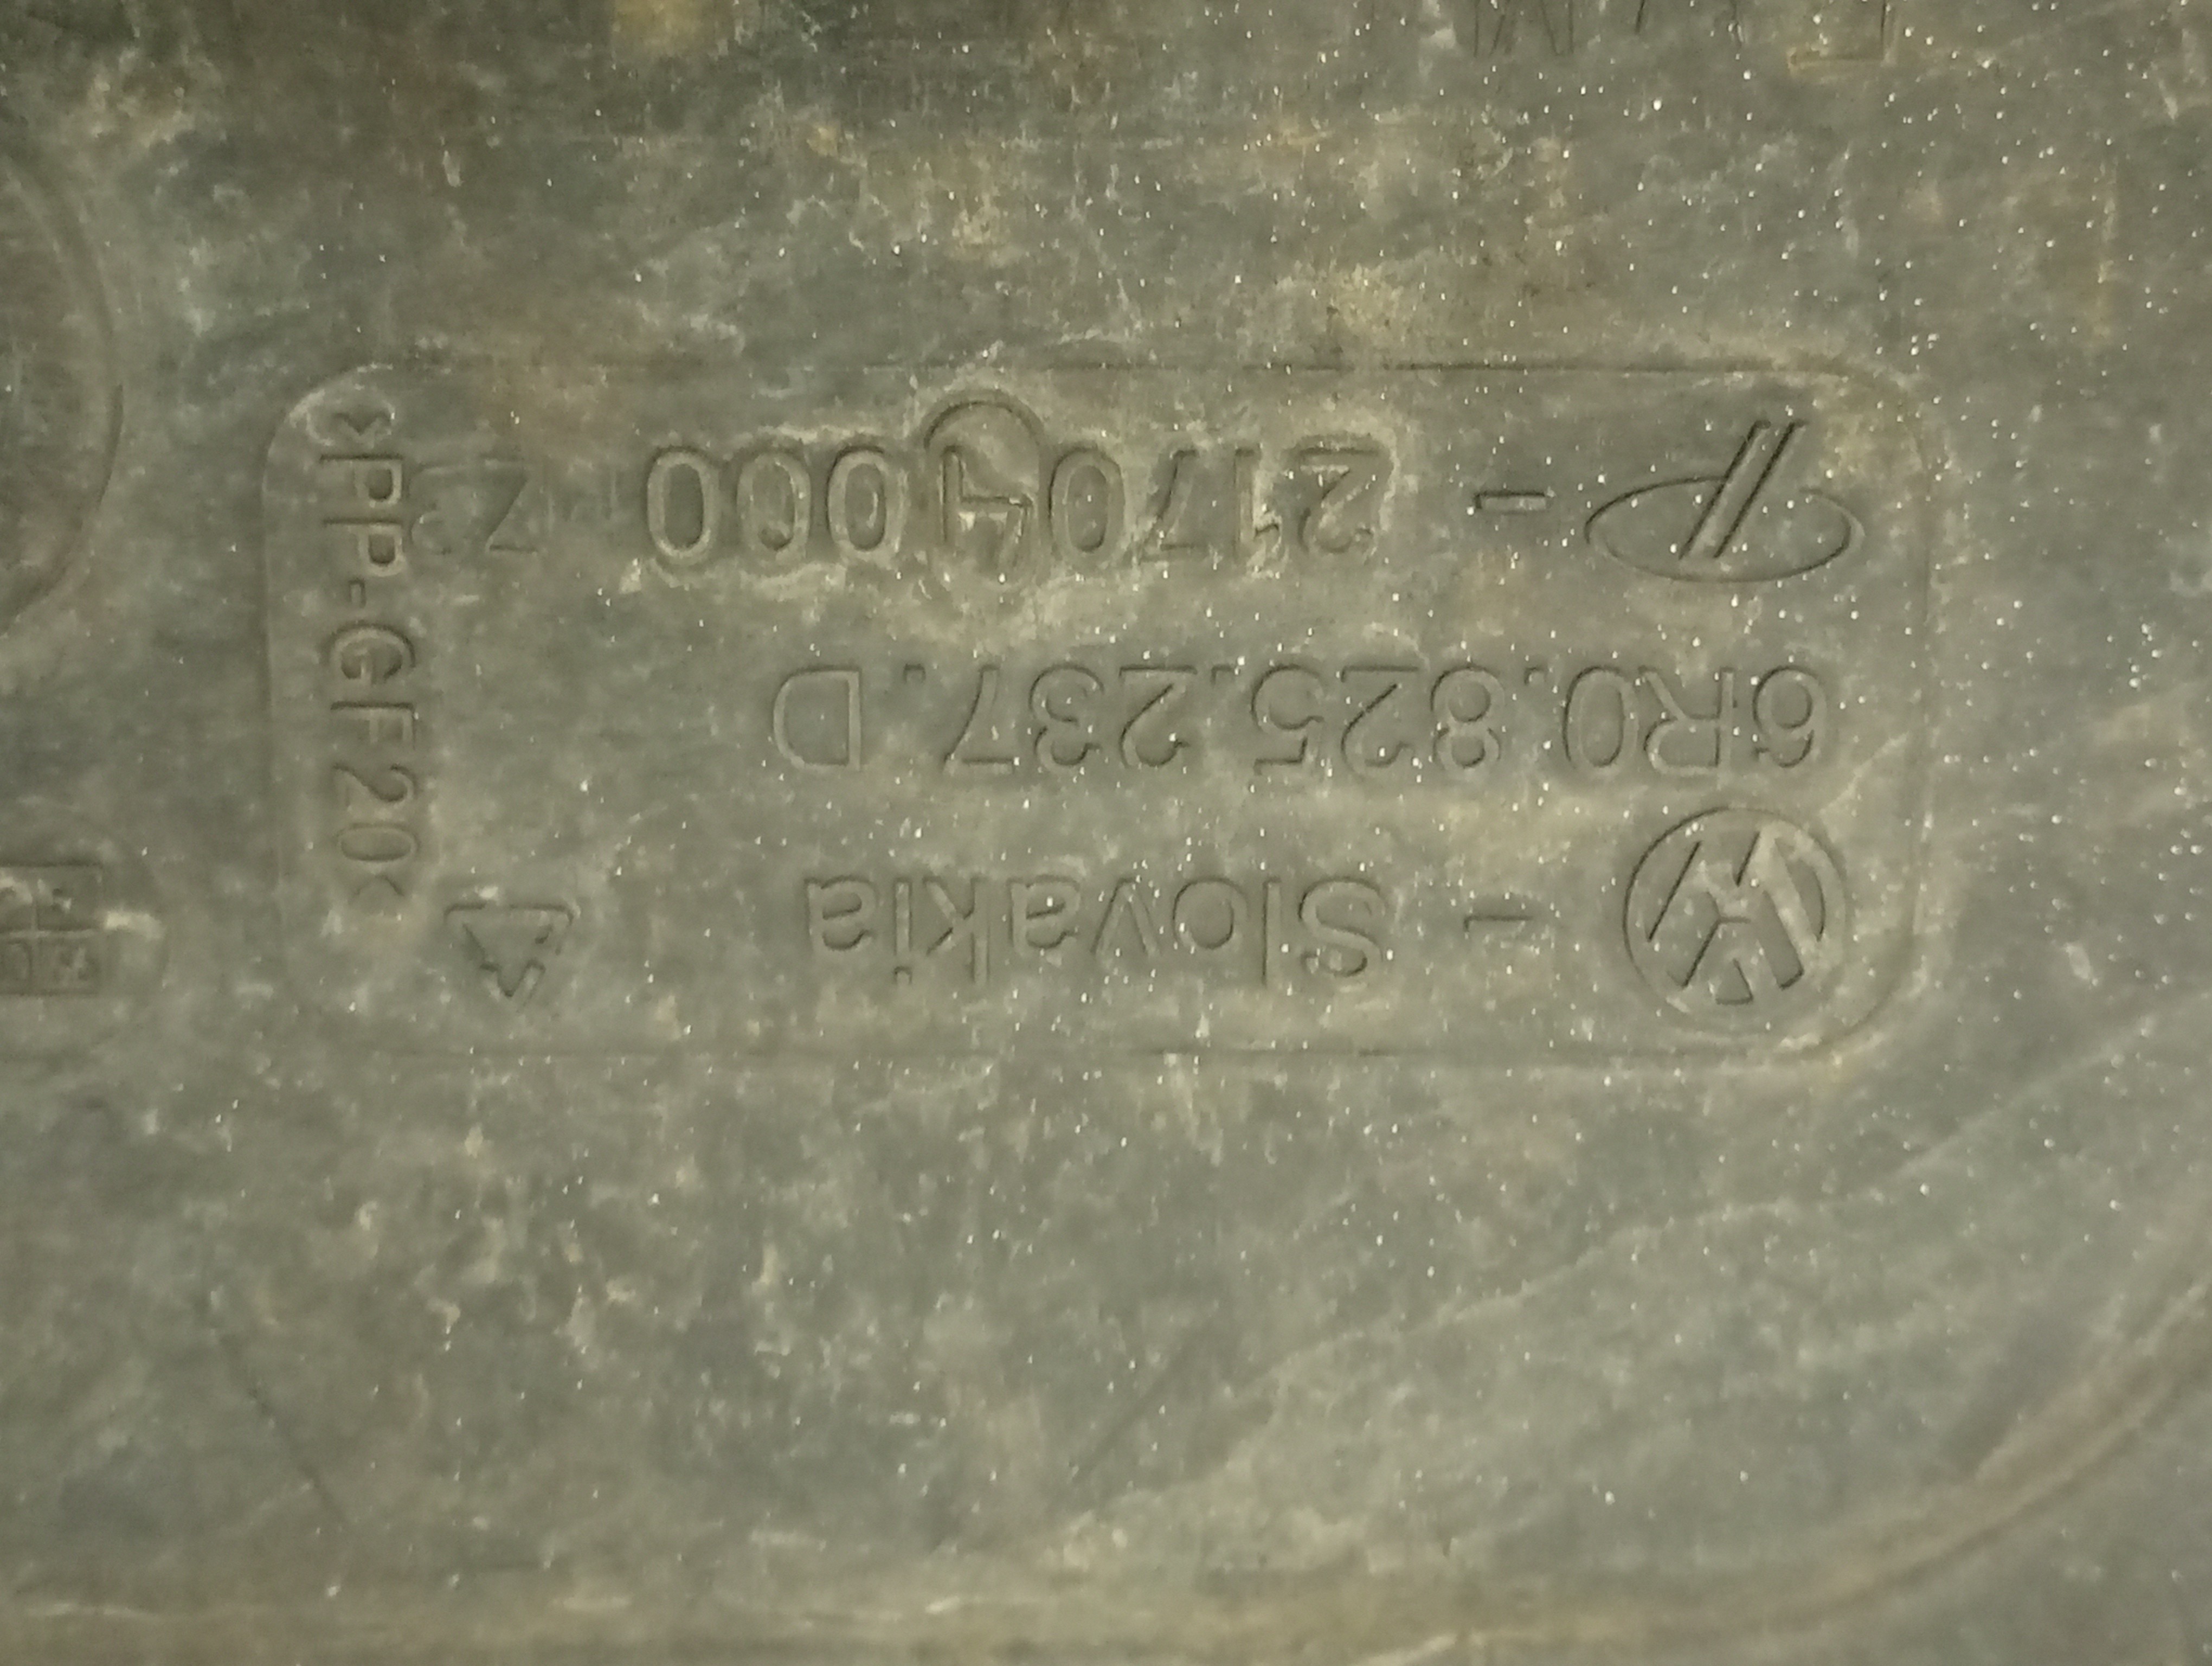 - Slovakia
6R0.825.237.D
- 21704000
>PP-GF20<